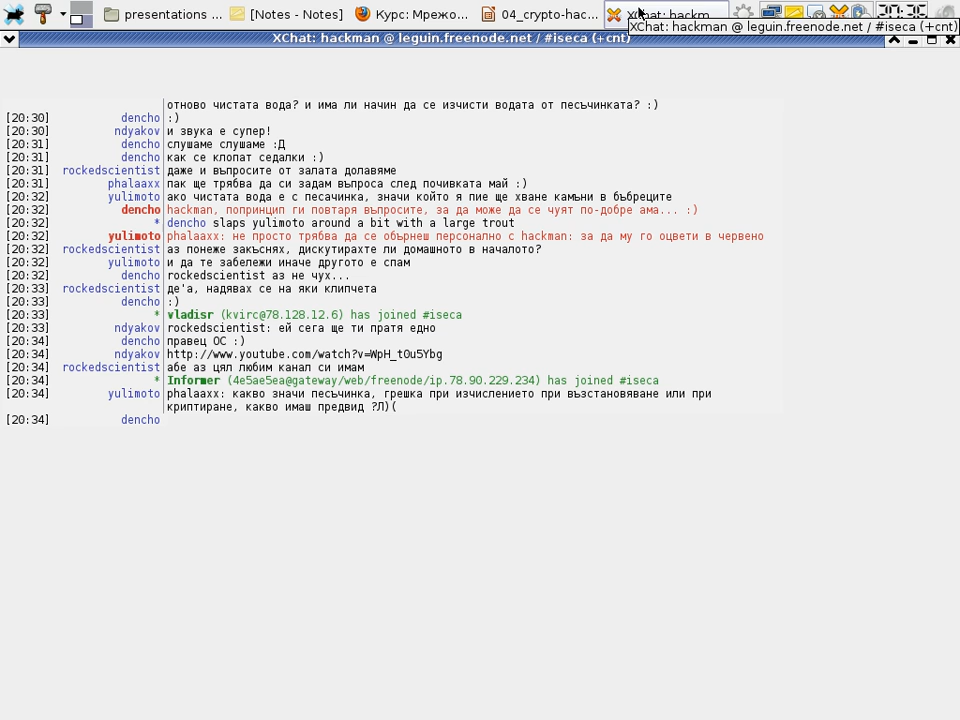 presentations ...
[Notes - Notes]
Курс: Мрежо...
04_crypto-hac...
XChat: hackm
XChat: hackman @ leguin.freenode.net / #iseca (+cnt)
XChat: hackman @ leguin.freenode.net / #iseca (+cnt)
отново чистата вода? и има ли начин да се изчисти водата от песъчинката? :)
[20:30] dencho :)
[20:30] ndyakov и звука е супер!
[20:31] dencho слушаме слушаме :Д
[20:31] dencho как се клопат седалки :)
[20:31] rockedscientist даже и въпросите от залата долавяме
[20:31] phalaaxx пак ще трябва да си задам въпроса след почивката май :)
[20:32] yulimoto ако чистата вода е с песачинка, значи който я пие ще хване камъни в бъбреците
[20:32] dencho hackman, попринцип ги повтаря въпросите, за да може да се чуят по-добре ама... :)
[20:32] * dencho slaps yulimoto around a bit with a large trout
[20:32] yulimoto phalaaxx: не просто трябва да се обърнеш персонално с hackman: за да му го оцвети в червено
[20:32] rockedscientist аз понеже закъснях, дискутирахте ли домашното в началото?
[20:32] yulimoto и да те забележи иначе другото е спам
[20:32] dencho rockedscientist аз не чух...
[20:33] rockedscientist де'а, надявах се на яки клипчета
[20:33] dencho :)
[20:33] * vladisr (kvirc@78.128.12.6) has joined #iseca
[20:33] ndyakov rockedscientist: ей сега ще ти пратя едно
[20:34] dencho правец ОС :)
[20:34] ndyakov http://www.youtube.com/watch?v=WpH_t0u5Ybg
[20:34] rockedscientist абе аз цял любим канал си имам
[20:34] * Informer (4e5ae5ea@gateway/web/freenode/ip.78.90.229.234) has joined #iseca
[20:34] yulimoto phalaaxx: какво значи песъчинка, грешка при изчислението при възстановяване или при
криптиране, какво имаш предвид ?Л)(
[20:34] dencho